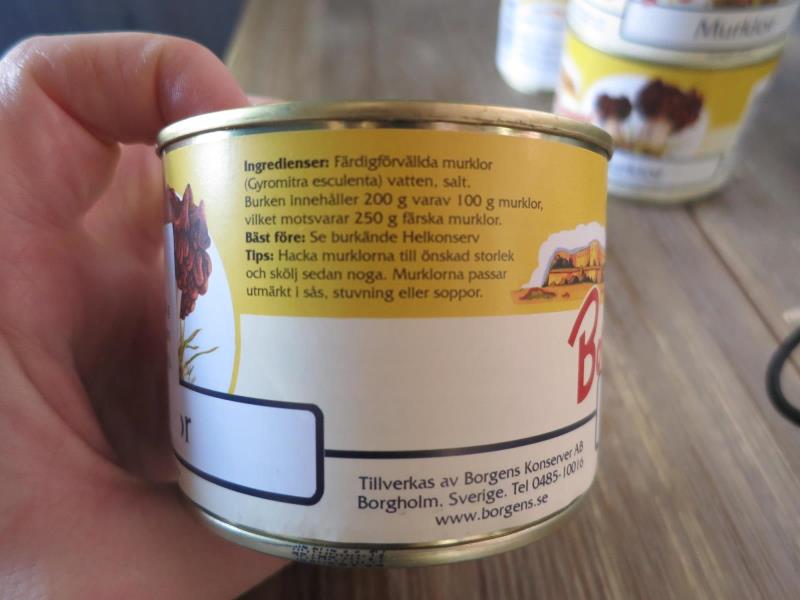 Ingredienser: Färdigförvällda murklor
(Gyromitra esculenta) vatten, salt.
Burken innehåller 200 g varav 100 g murklor,
vilket motsvarar 250 g färska murklor.
Bäst före: Se burkände Helkonserv
Tips: Hacka murklorna till önskad storlek
och skölj sedan noga. Murklorna passar
utmärkt i sås, stuvning eller soppor.
or
Tillverkas av Borgens Konserver AB
Borgholm. Sverige. Tel 0485-10016
www.borgens.se
Murklor